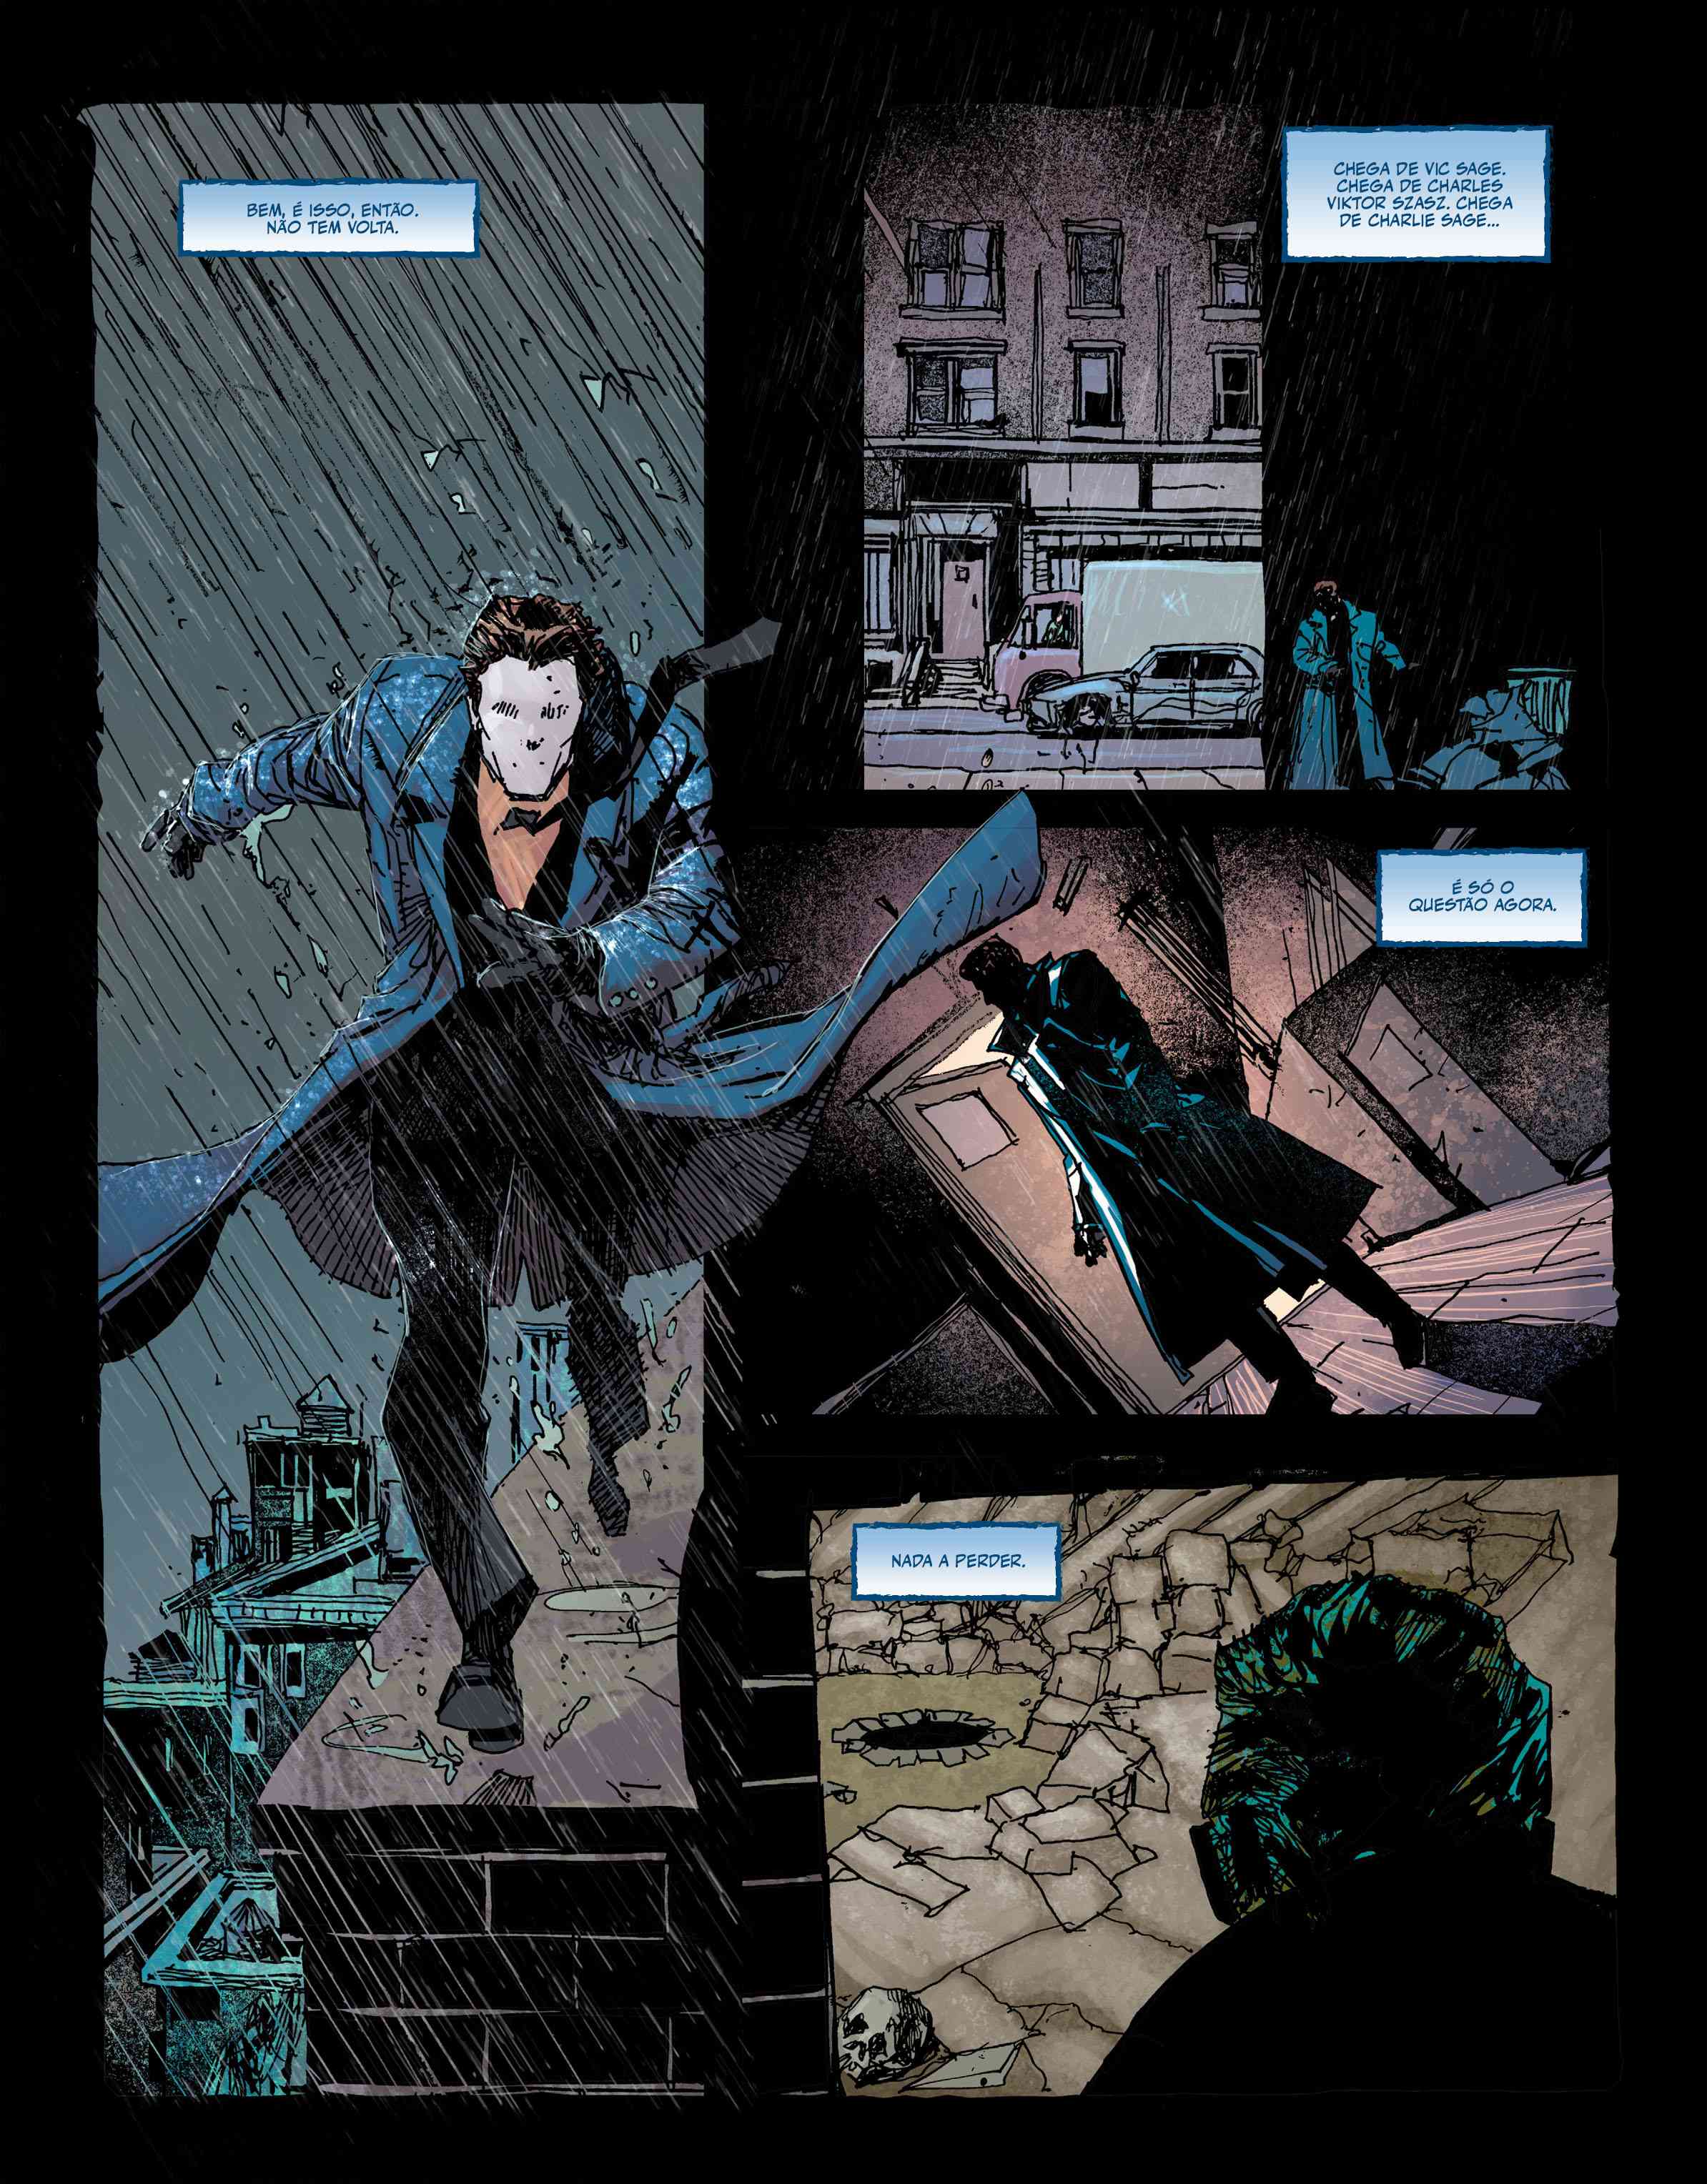 BEM, É ISSO, ENTÃO.
NÃO TEM VOLTA.
CHEGA DE VIC SAGE.
CHEGA DE CHARLES
VIKTOR SZASZ. CHEGA
DE CHARLIE SAGE...
É SÓ O
QUESTÃO AGORA.
NADA A PERDER.